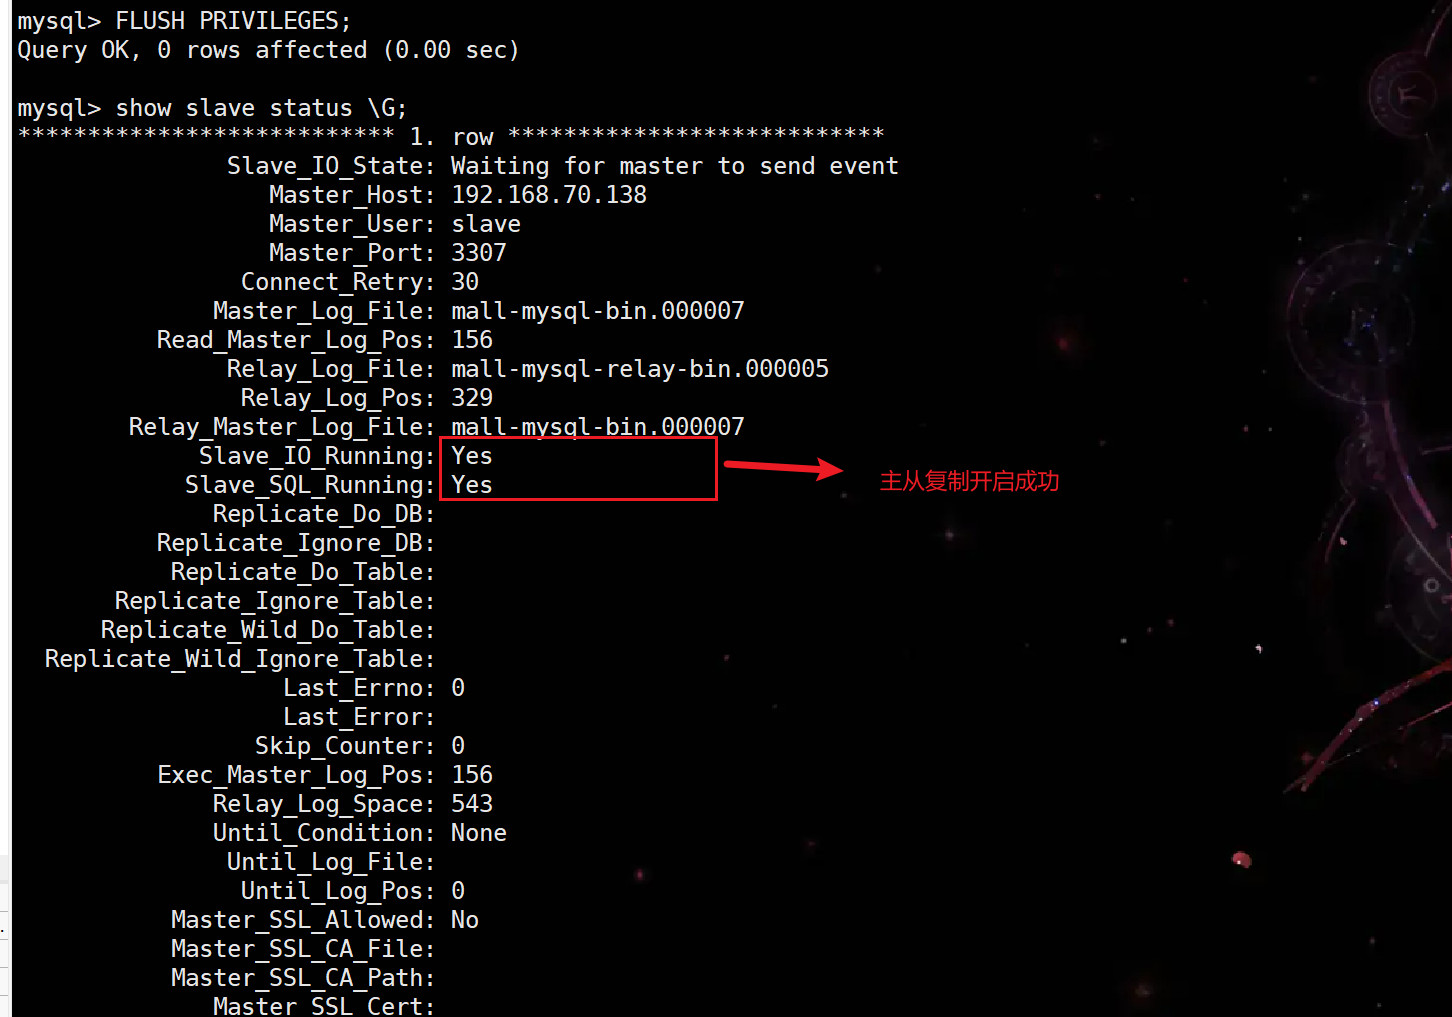 mysql> FLUSH PRIVILEGES;
Query OK, 0 rows affected (0.00 sec)
mysql> show slave status \G;
*************************** 1. row ***************************
Slave_IO_State: Waiting for master to send event
Master_Host: 192.168.70.138
Master_User: slave
Master_Port: 3307
Connect_Retry: 30
Master_Log_File: mall-mysql-bin.000007
Read_Master_Log_Pos: 156
Relay_Log_File: mall-mysql-relay-bin.000005
Relay_Log_Pos: 329
Relay_Master_Log_File: mall-mysql-bin.000007
Slave_IO_Running: Yes
Slave_SQL_Running: Yes
主从复制开启成功
Replicate_Do_DB:
Replicate_Ignore_DB:
Replicate_Do_Table:
Replicate_Ignore_Table:
Replicate_Wild_Do_Table:
Replicate_Wild_Ignore_Table:
Last_Errno: 0
Last_Error:
Skip_Counter: 0
Exec_Master_Log_Pos: 156
Relay_Log_Space: 543
Until_Condition: None
Until_Log_File:
Until_Log_Pos: 0
Master_SSL_Allowed: No
Master_SSL_CA_File:
Master_SSL_CA_Path:
Master_SSL_Cert: